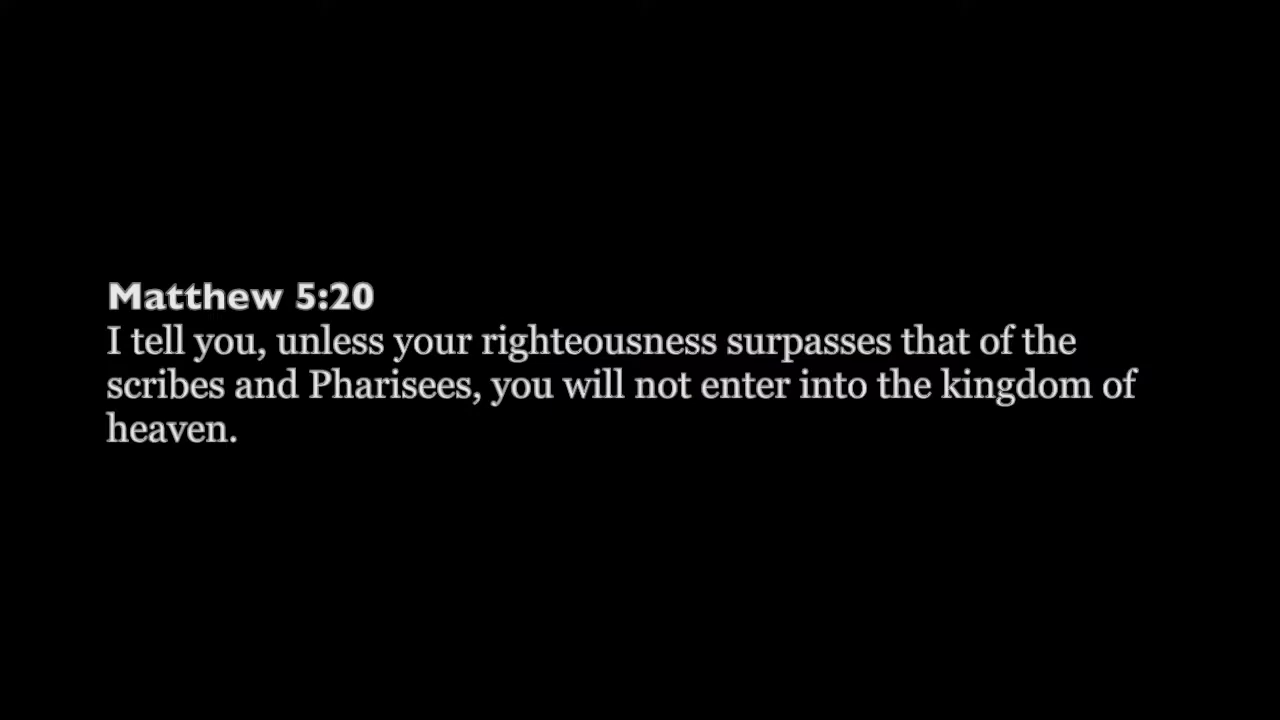 Matthew 5:20
I tell you, unless your righteousness surpasses that of the
scribes and Pharisees, you will not enter into the kingdom of
heaven.